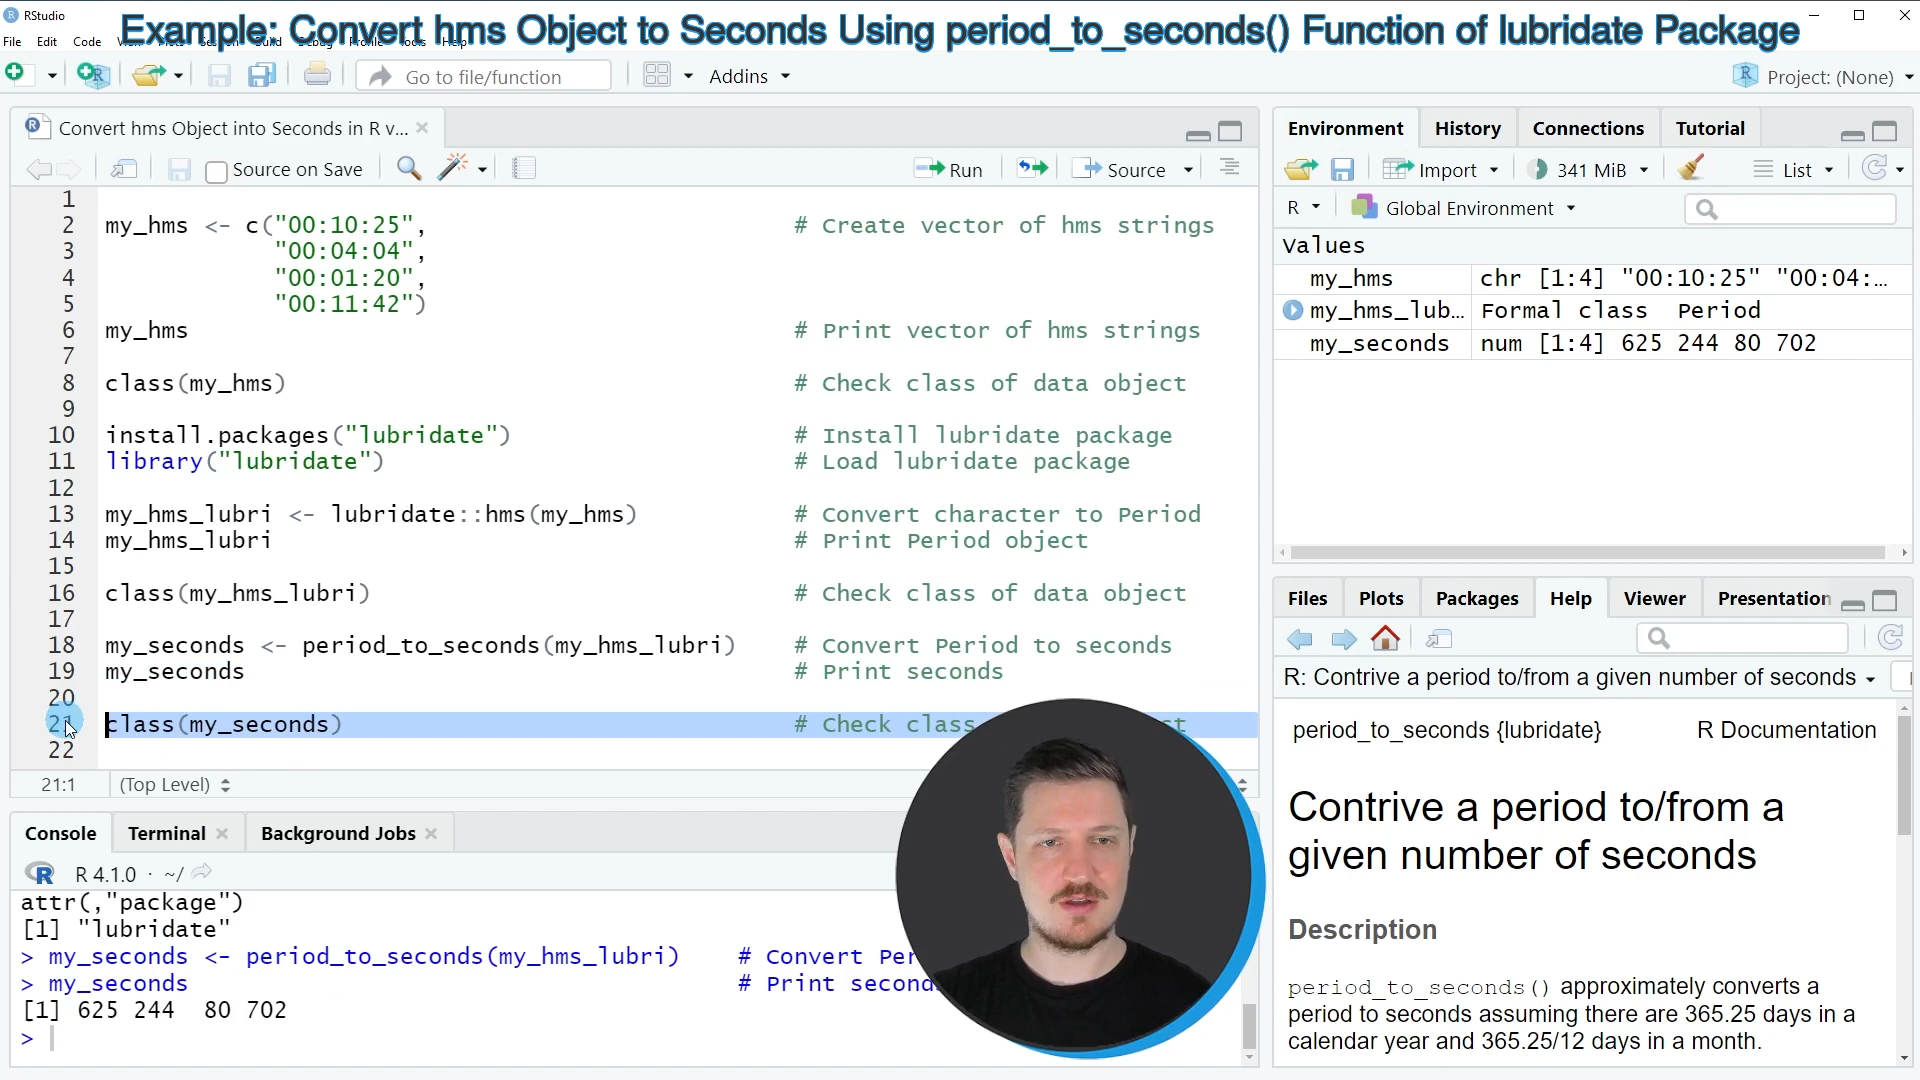 RStudio
Example: Convert hms Object to Seconds Using period_to_seconds() Function of lubridate Package
File Edit Code
Go to file/function
Addins
Project: (None)
Convert hms Object into Seconds in R v...
Source on Save
Run
Source
1
2 my_hms <- c("00:10:25", # Create vector of hms strings
3 "00:04:04",
4 "00:01:20",
5 "00:11:42")
6 my_hms # Print vector of hms strings
7
8 class(my_hms) # Check class of data object
9
10 install.packages("lubridate") # Install lubridate package
11 library("lubridate") # Load lubridate package
12
13 my_hms_lubri <- lubridate::hms(my_hms) # Convert character to Period
14 my_hms_lubri # Print Period object
15
16 class(my_hms_lubri) # Check class of data object
17
18 my_seconds <- period_to_seconds(my_hms_lubri) # Convert Period to seconds
19 my_seconds # Print seconds
20
21 class(my_seconds) # Check class
22
21:1 (Top Level)
Console Terminal Background Jobs
R 4.1.0 · ~/
attr(,"package")
[1] "lubridate"
> my_seconds <- period_to_seconds(my_hms_lubri) # Convert Per
> my_seconds # Print second
[1] 625 244 80 702
>
Environment History Connections Tutorial
Import 341 MiB List
R Global Environment
Values
my_hms chr [1:4] "00:10:25" "00:04:...
my_hms_lub... Formal class Period
my_seconds num [1:4] 625 244 80 702
Files Plots Packages Help Viewer Presentation
R: Contrive a period to/from a given number of seconds
period_to_seconds {lubridate} R Documentation
Contrive a period to/from a
given number of seconds
Description
period_to_seconds() approximately converts a
period to seconds assuming there are 365.25 days in a
calendar year and 365.25/12 days in a month.